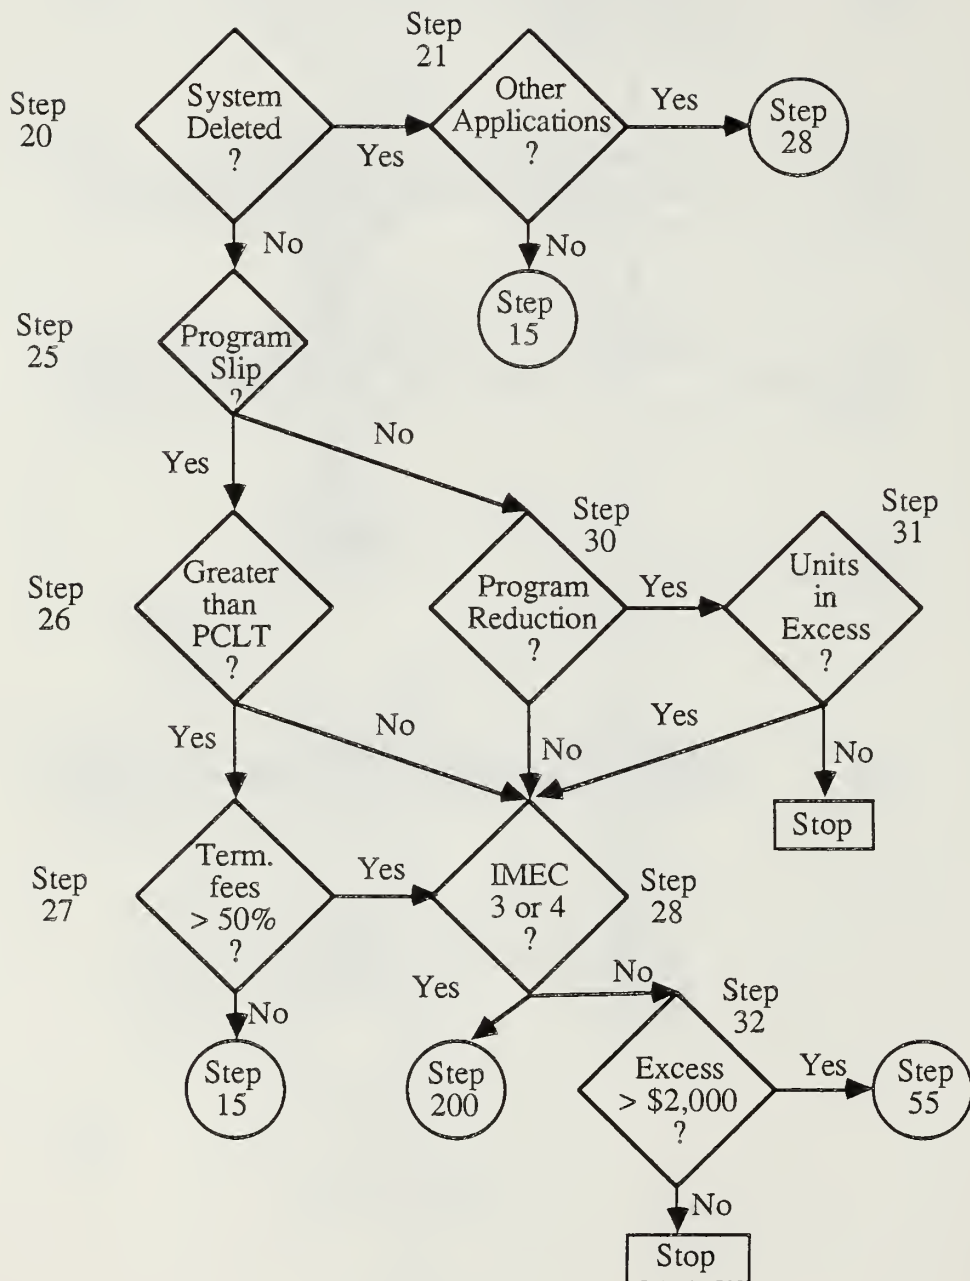 Step
21
Step
20
System
Deleted
?
Yes
Other
Applications
?
Yes
Step
28
No
No
Step
15
Step
25
Program
Slip
?
No
Yes
Step
26
Greater
than
PCLT
?
Step
30
Program
Reduction
?
Yes
Step
31
Units
in
Excess
?
Yes
No
No
Yes
No
Stop
Step
27
Term.
fees
> 50%
?
Yes
IMEC
3 or 4
?
Step
28
No
Yes
No
Step
15
Step
200
Step
32
Excess
> $2,000
?
Yes
Step
55
No
Stop